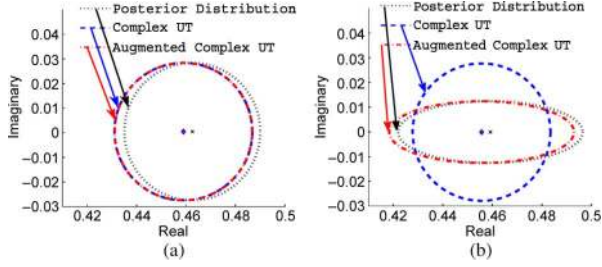 Posterior Distribution
Complex UT
Augmented Complex UT
Imaginary
0.04
0.03
0.02
0.01
0
−0.01
−0.02
−0.03
0.42
0.44
0.46
0.48
0.5
Real
(a)
Posterior Distribution
Complex UT
Augmented Complex UT
Imaginary
0.04
0.03
0.02
0.01
0
−0.01
−0.02
−0.03
0.42
0.44
0.46
0.48
0.5
Real
(b)